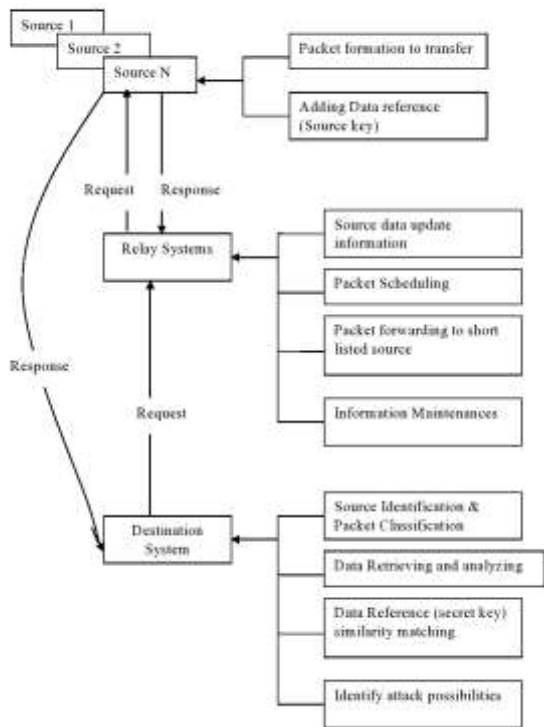 Source 1
Source 2
Source N
Packet formation to transfer
Adding Data reference
(Source key)
Request
Response
Relay Systems
Source data update
information
Packet Scheduling
Packet forwarding to short
listed source
Information Maintenances
Response
Request
Destination
System
Source Identification &
Packet Classification
Data Retrieving and analyzing
Data Reference (secret key)
similarity matching
Identify attack possibilities